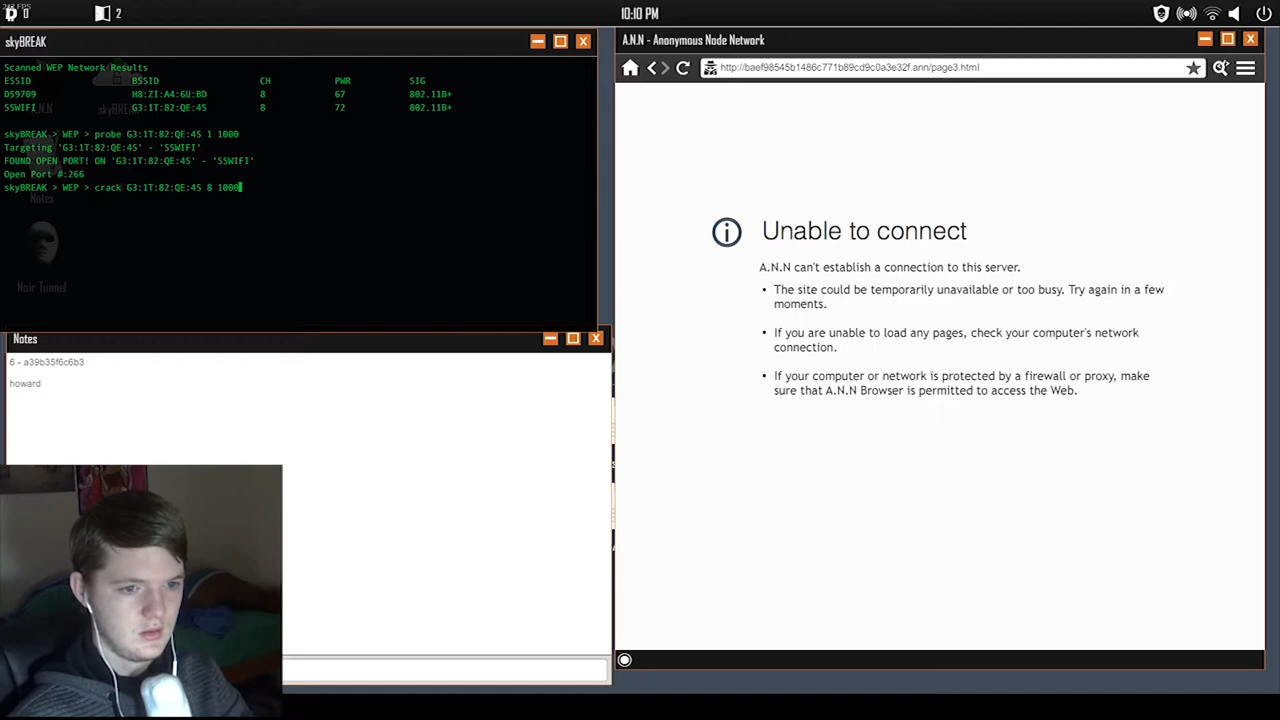 242 FPS
0
2
10:10 PM
skyBREAK
Scanned WEP Network Results
ESSID BSSID CH PWR SIG
D59709 H8:ZI:A4:6U:BD 8 67 802.11B+
SSWIFI G3:1T:82:QE:4S 8 72 802.11B+
skyBREAK > WEP > probe G3:1T:82:QE:4S 1 1000
Targeting 'G3:1T:82:QE:4S' - 'SSWIFI'
FOUND OPEN PORT! ON 'G3:1T:82:QE:4S' - 'SSWIFI'
Open Port #:266
skyBREAK > WEP > crack G3:1T:82:QE:4S 8 1000
A.N.N
skyBREAK
Notes
Noir Tunnel
Notes
6 - a39b35f6c6b3
howard
A.N.N - Anonymous Node Network
http://baef98545b1486c771b89cd9c0a3e32f.ann/page3.html
Unable to connect
A.N.N can't establish a connection to this server.
• The site could be temporarily unavailable or too busy. Try again in a few
moments.
• If you are unable to load any pages, check your computer's network
connection.
• If your computer or network is protected by a firewall or proxy, make
sure that A.N.N Browser is permitted to access the Web.